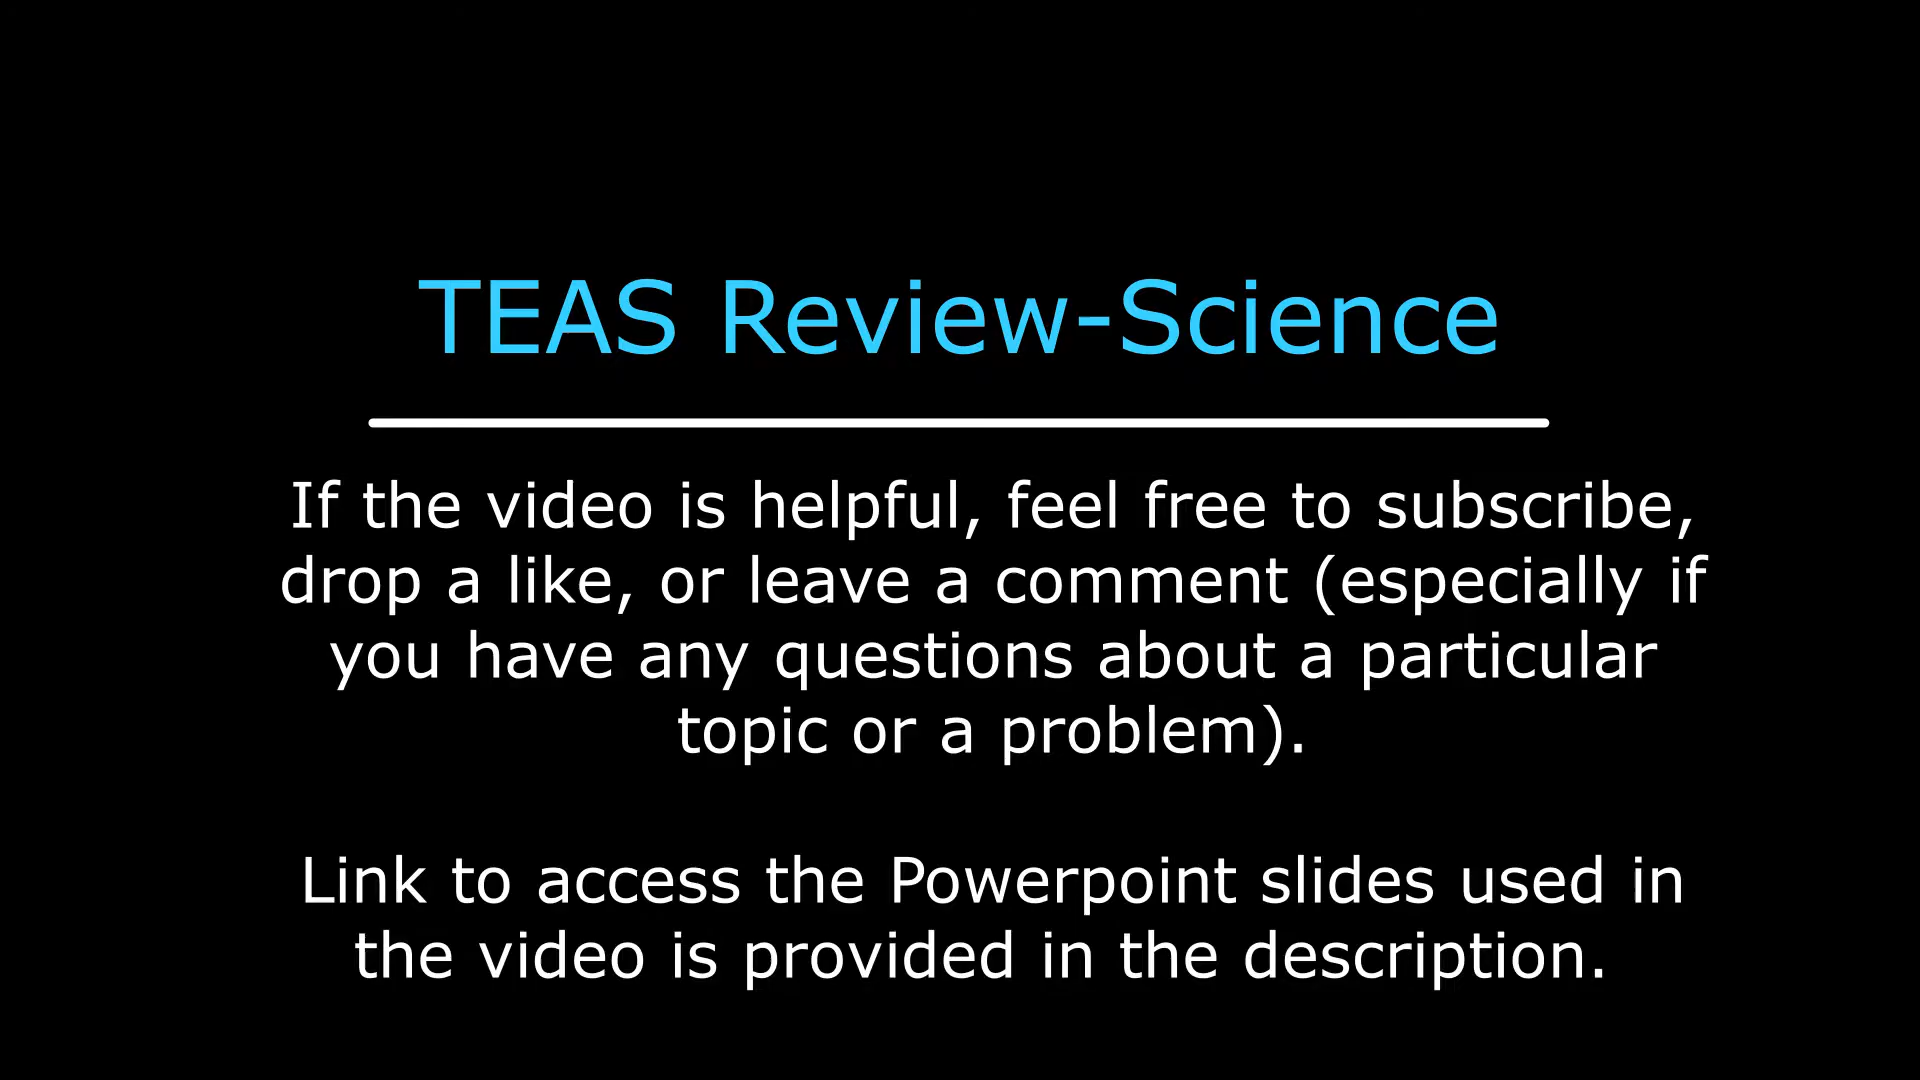 TEAS Review-Science
If the video is helpful, feel free to subscribe,
drop a like, or leave a comment (especially if
you have any questions about a particular
topic or a problem).
Link to access the Powerpoint slides used in
the video is provided in the description.